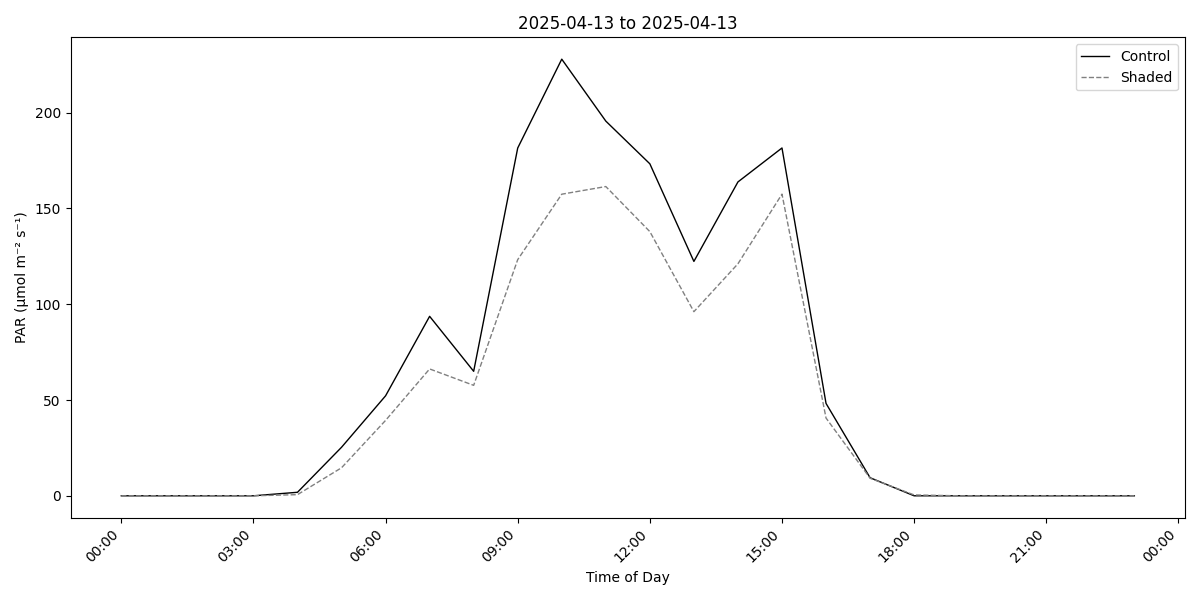 2025-04-13 to 2025-04-13
Control
Shaded
PAR (µmol m⁻² s⁻¹)
200
150
100
50
0
00:00
03:00
06:00
09:00
12:00
15:00
18:00
21:00
00:00
Time of Day